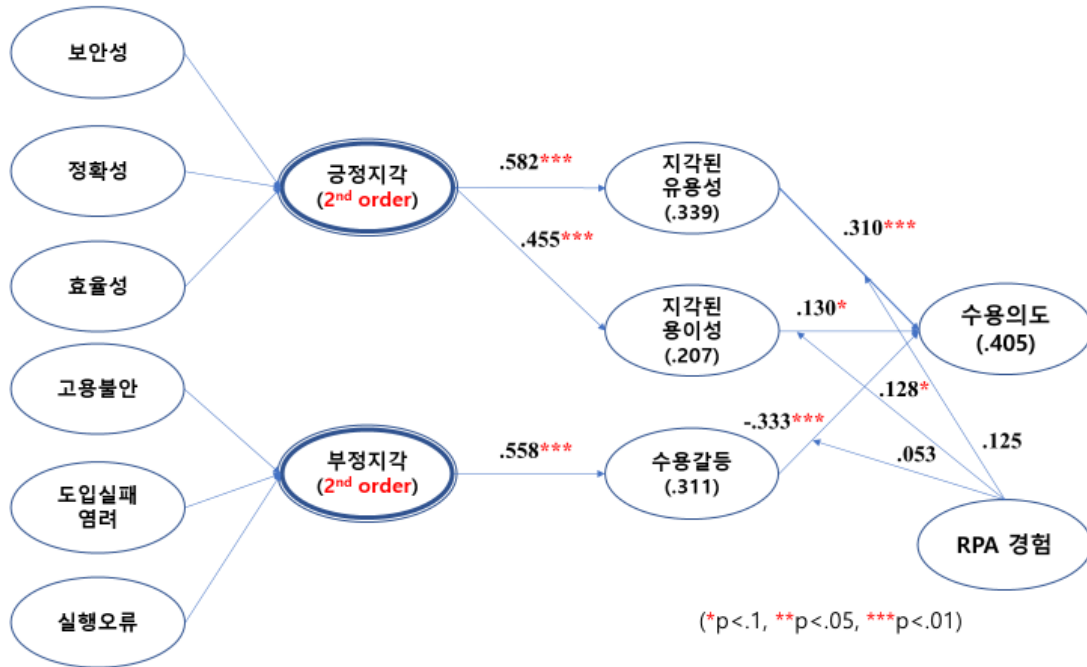 보안성
정확성
효율성
고용불안
도입실패
염려
실행오류
긍정지각
(2nd order)
부정지각
(2nd order)
.582***
.455***
.558***
지각된
유용성
(.339)
지각된
용이성
(.207)
수용갈등
(.311)
.310***
.130*
.128*
-.333***
.053
.125
수용의도
(.405)
RPA 경험
(*p<.1, **p<.05, ***p<.01)